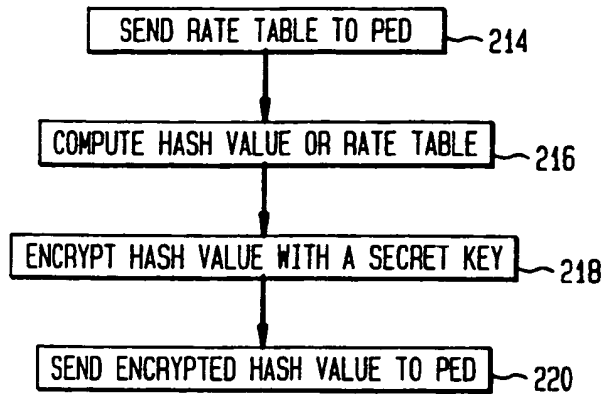 SEND RATE TABLE TO PED
214
COMPUTE HASH VALUE OR RATE TABLE
216
ENCRYPT HASH VALUE WITH A SECRET KEY
218
SEND ENCRYPTED HASH VALUE TO PED
220